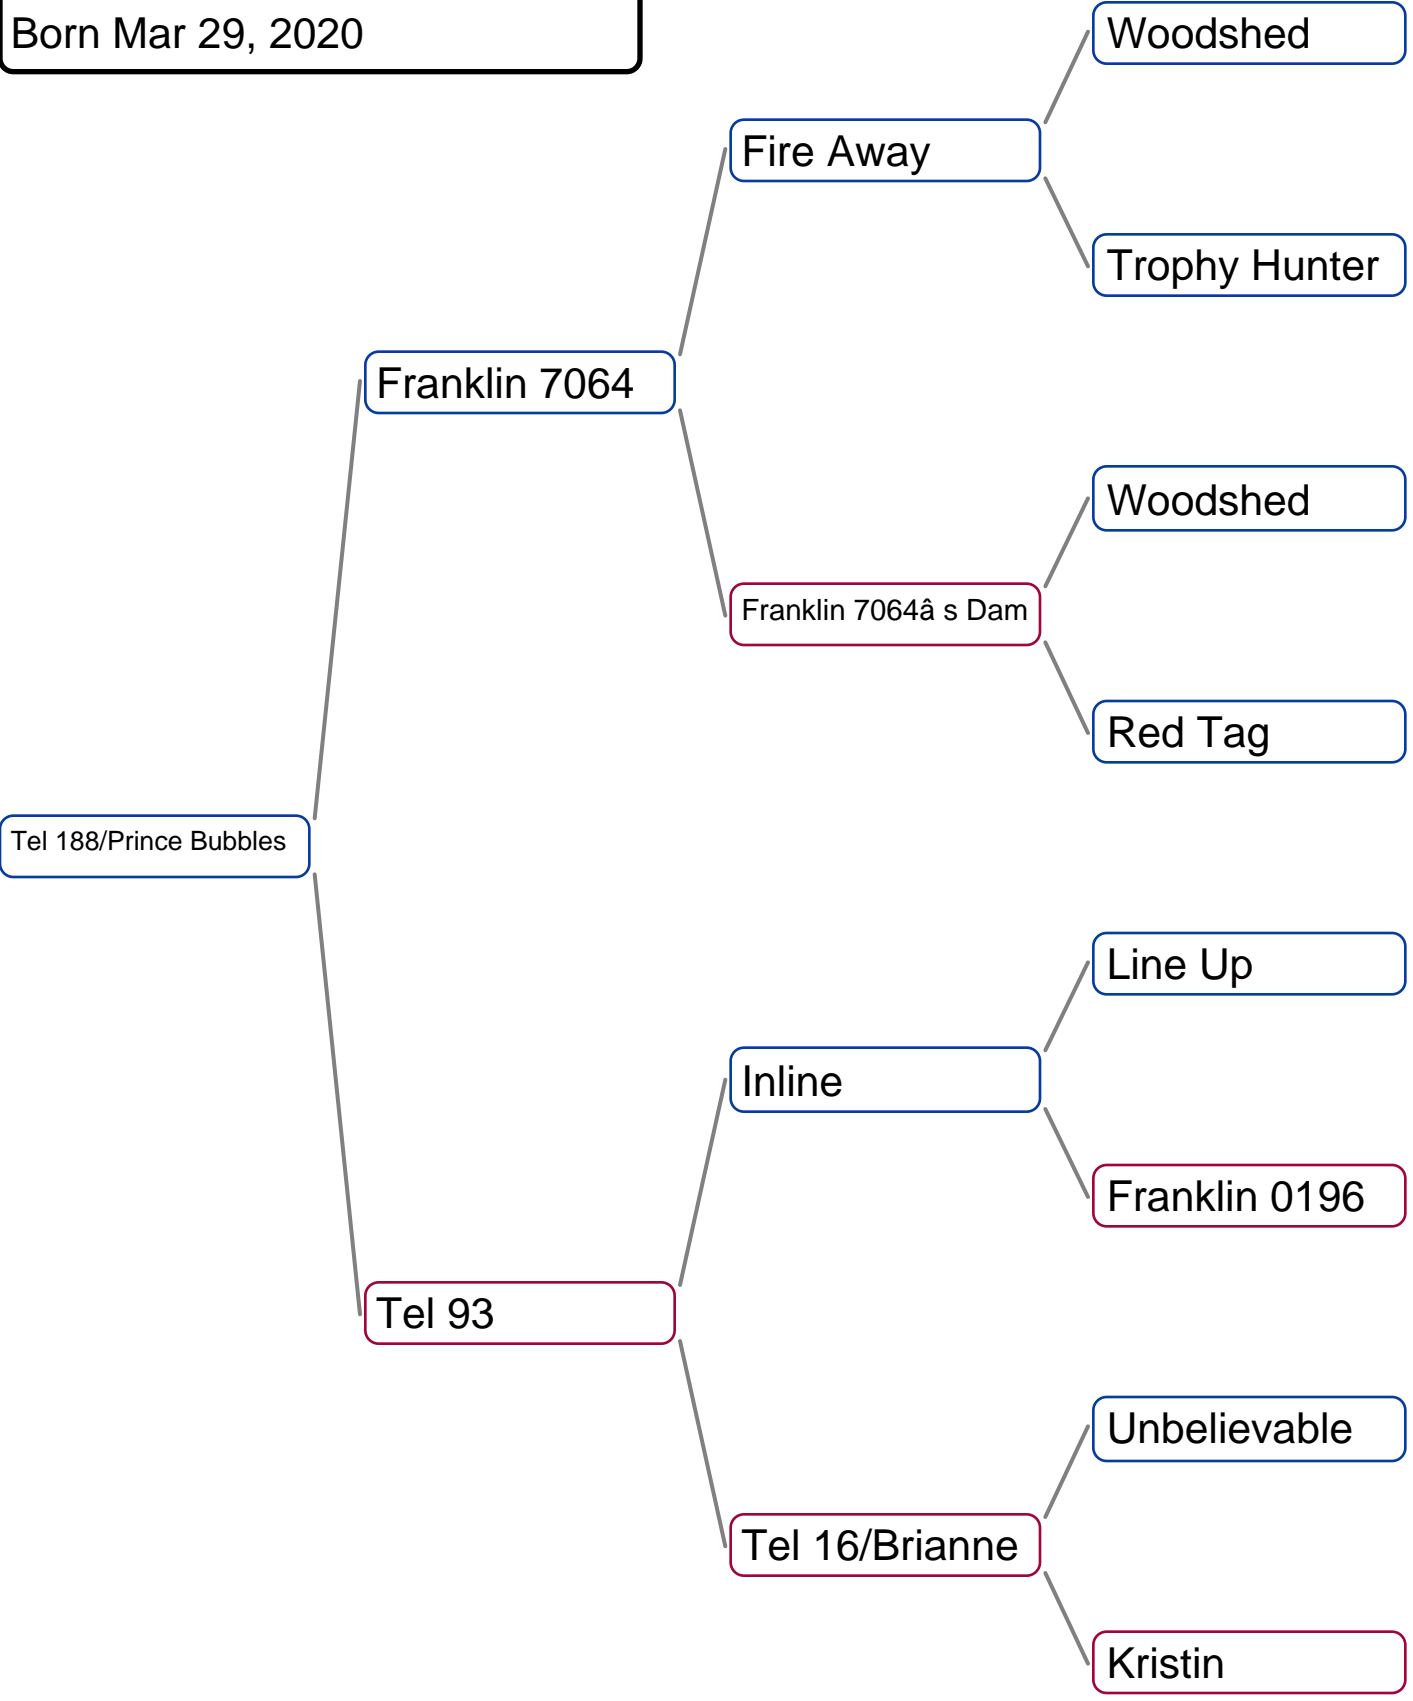 Born Mar 29, 2020
Woodshed
Fire Away
Trophy Hunter
Franklin 7064
Woodshed
Franklin 7064â s Dam
Red Tag
Tel 188/Prince Bubbles
Line Up
Inline
Franklin 0196
Tel 93
Unbelievable
Tel 16/Brianne
Kristin